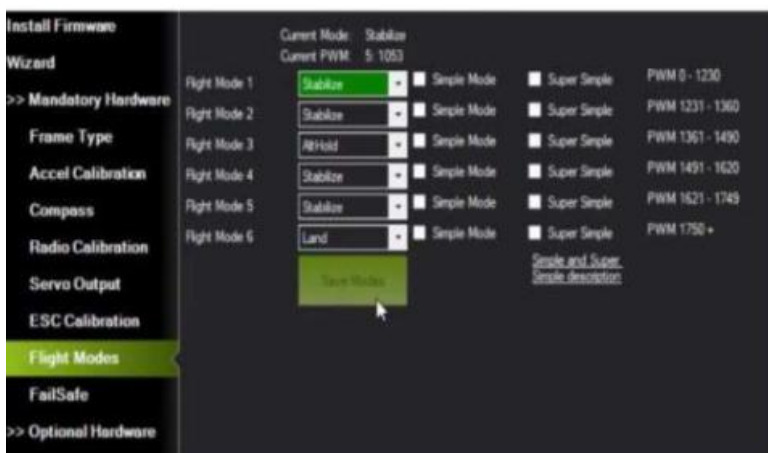 Install Firmware
Wizard
>> Mandatory Hardware
Frame Type
Accel Calibration
Compass
Radio Calibration
Servo Output
ESC Calibration
Flight Modes
FailSafe
>> Optional Hardware
Current Mode: Stabilize
Current PWM: 5: 1053
Flight Mode 1 Stabilize Simple Mode Super Simple PWM 0 - 1230
Flight Mode 2 Stabilize Simple Mode Super Simple PWM 1231 - 1360
Flight Mode 3 AltHold Simple Mode Super Simple PWM 1361 - 1490
Flight Mode 4 Stabilize Simple Mode Super Simple PWM 1491 - 1620
Flight Mode 5 Stabilize Simple Mode Super Simple PWM 1621 - 1749
Flight Mode 6 Land Simple Mode Super Simple PWM 1750 +
Save Modes
Simple and Super
Simple description